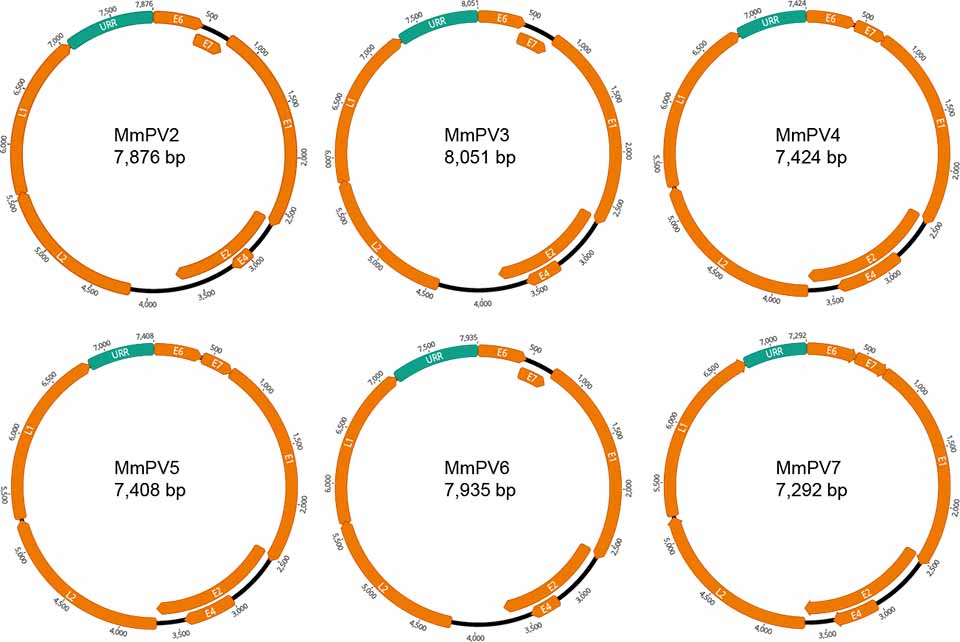 7,876
URR
E6
500
E7
1,000
1,500
E1
2,000
2,500
E2
E4
3,000
3,500
4,000
4,500
L2
5,000
5,500
6,000
L1
6,500
7,000
7,500
MmPV2
7,876 bp
8,051
URR
E6
500
E7
1,000
1,500
E1
2,000
2,500
E2
E4
3,000
3,500
4,000
4,500
L2
5,000
5,500
6,000
L1
6,500
7,000
7,500
MmPV3
8,051 bp
7,424
URR
E6
500
E7
1,000
1,500
E1
2,000
2,500
E2
E4
3,000
3,500
4,000
4,500
L2
5,000
5,500
6,000
L1
6,500
7,000
MmPV4
7,424 bp
7,408
URR
E6
500
E7
1,000
1,500
E1
2,000
2,500
E2
E4
3,000
3,500
4,000
4,500
L2
5,000
5,500
6,000
L1
6,500
7,000
MmPV5
7,408 bp
7,935
URR
E6
500
E7
1,000
1,500
E1
2,000
2,500
E2
E4
3,000
3,500
4,000
4,500
L2
5,000
5,500
6,000
L1
6,500
7,000
7,500
MmPV6
7,935 bp
7,292
URR
E6
500
E7
1,000
1,500
E1
2,000
2,500
E2
E4
3,000
3,500
4,000
4,500
L2
5,000
5,500
6,000
L1
6,500
7,000
MmPV7
7,292 bp